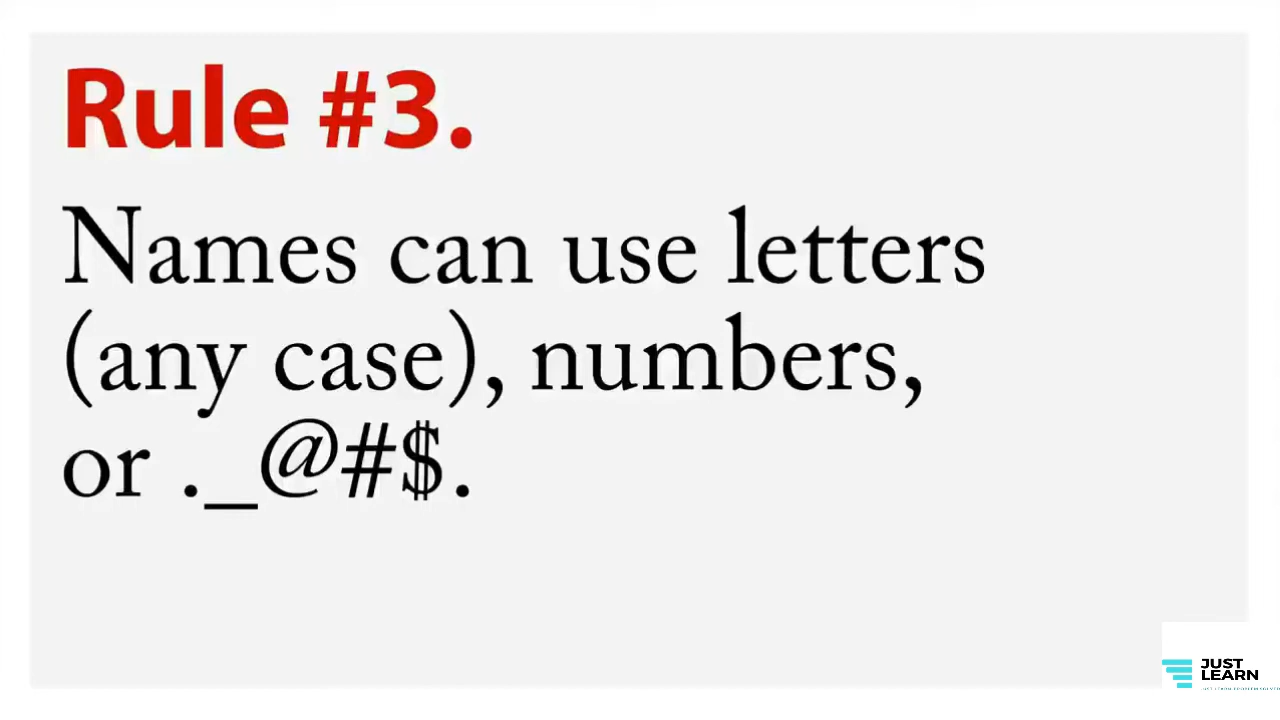 Rule #3.
Names can use letters
(any case), numbers,
or ._@#$.
JUST
LEARN